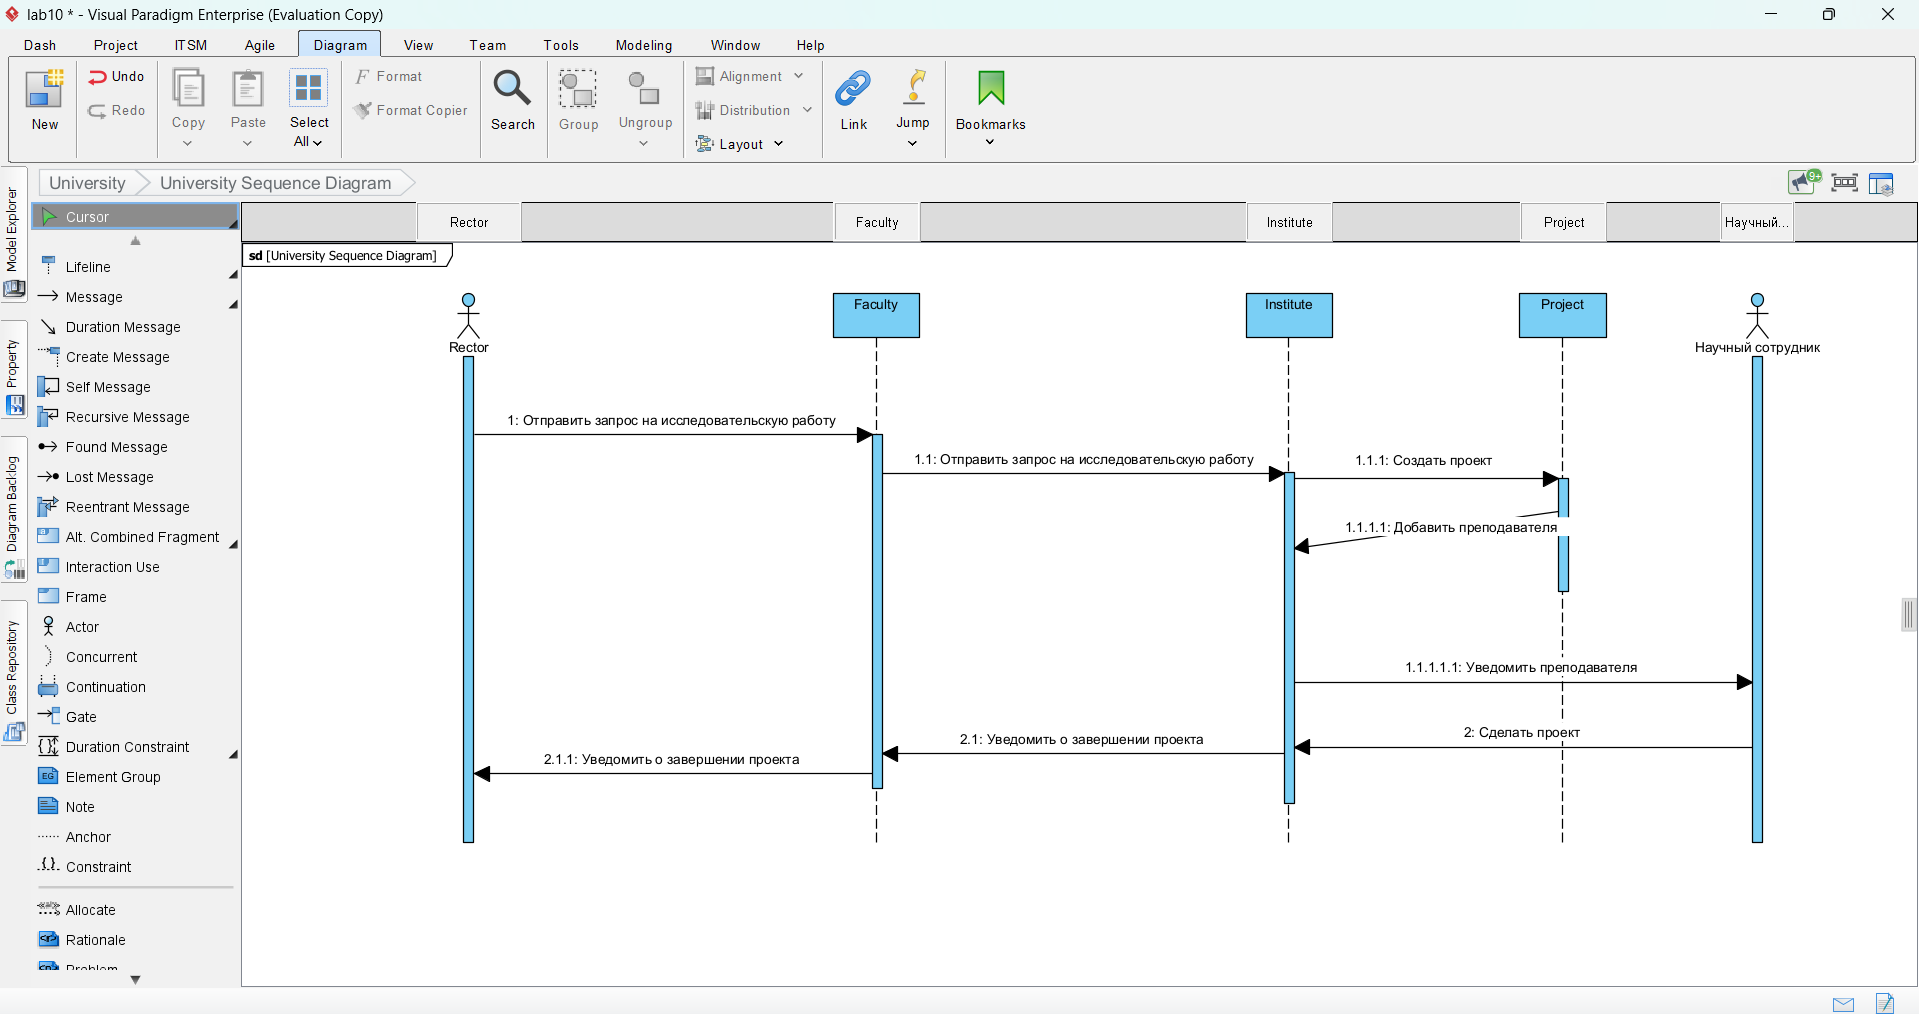 lab10 * - Visual Paradigm Enterprise (Evaluation Copy)
Dash Project ITSM Agile Diagram View Team Tools Modeling Window Help
New
Undo
Redo
Copy
Paste
Select
All
Format
Format Copier
Search
Group
Ungroup
Alignment
Distribution
Layout
Link
Jump
Bookmarks
University University Sequence Diagram
9+
Model Explorer
Property
Diagram Backlog
Class Repository
Cursor
Lifeline
Message
Duration Message
Create Message
Self Message
Recursive Message
Found Message
Lost Message
Reentrant Message
Alt. Combined Fragment
Interaction Use
Frame
Actor
Concurrent
Continuation
Gate
Duration Constraint
EG Element Group
Note
Anchor
Constraint
Allocate
Rationale
Problem
Rector Faculty Institute Project Научный...
sd [University Sequence Diagram]
Faculty Institute Project
Rector Научный сотрудник
1: Отправить запрос на исследовательскую работу
1.1: Отправить запрос на исследовательскую работу
1.1.1: Создать проект
1.1.1.1: Добавить преподавателя
1.1.1.1.1: Уведомить преподавателя
2: Сделать проект
2.1: Уведомить о завершении проекта
2.1.1: Уведомить о завершении проекта